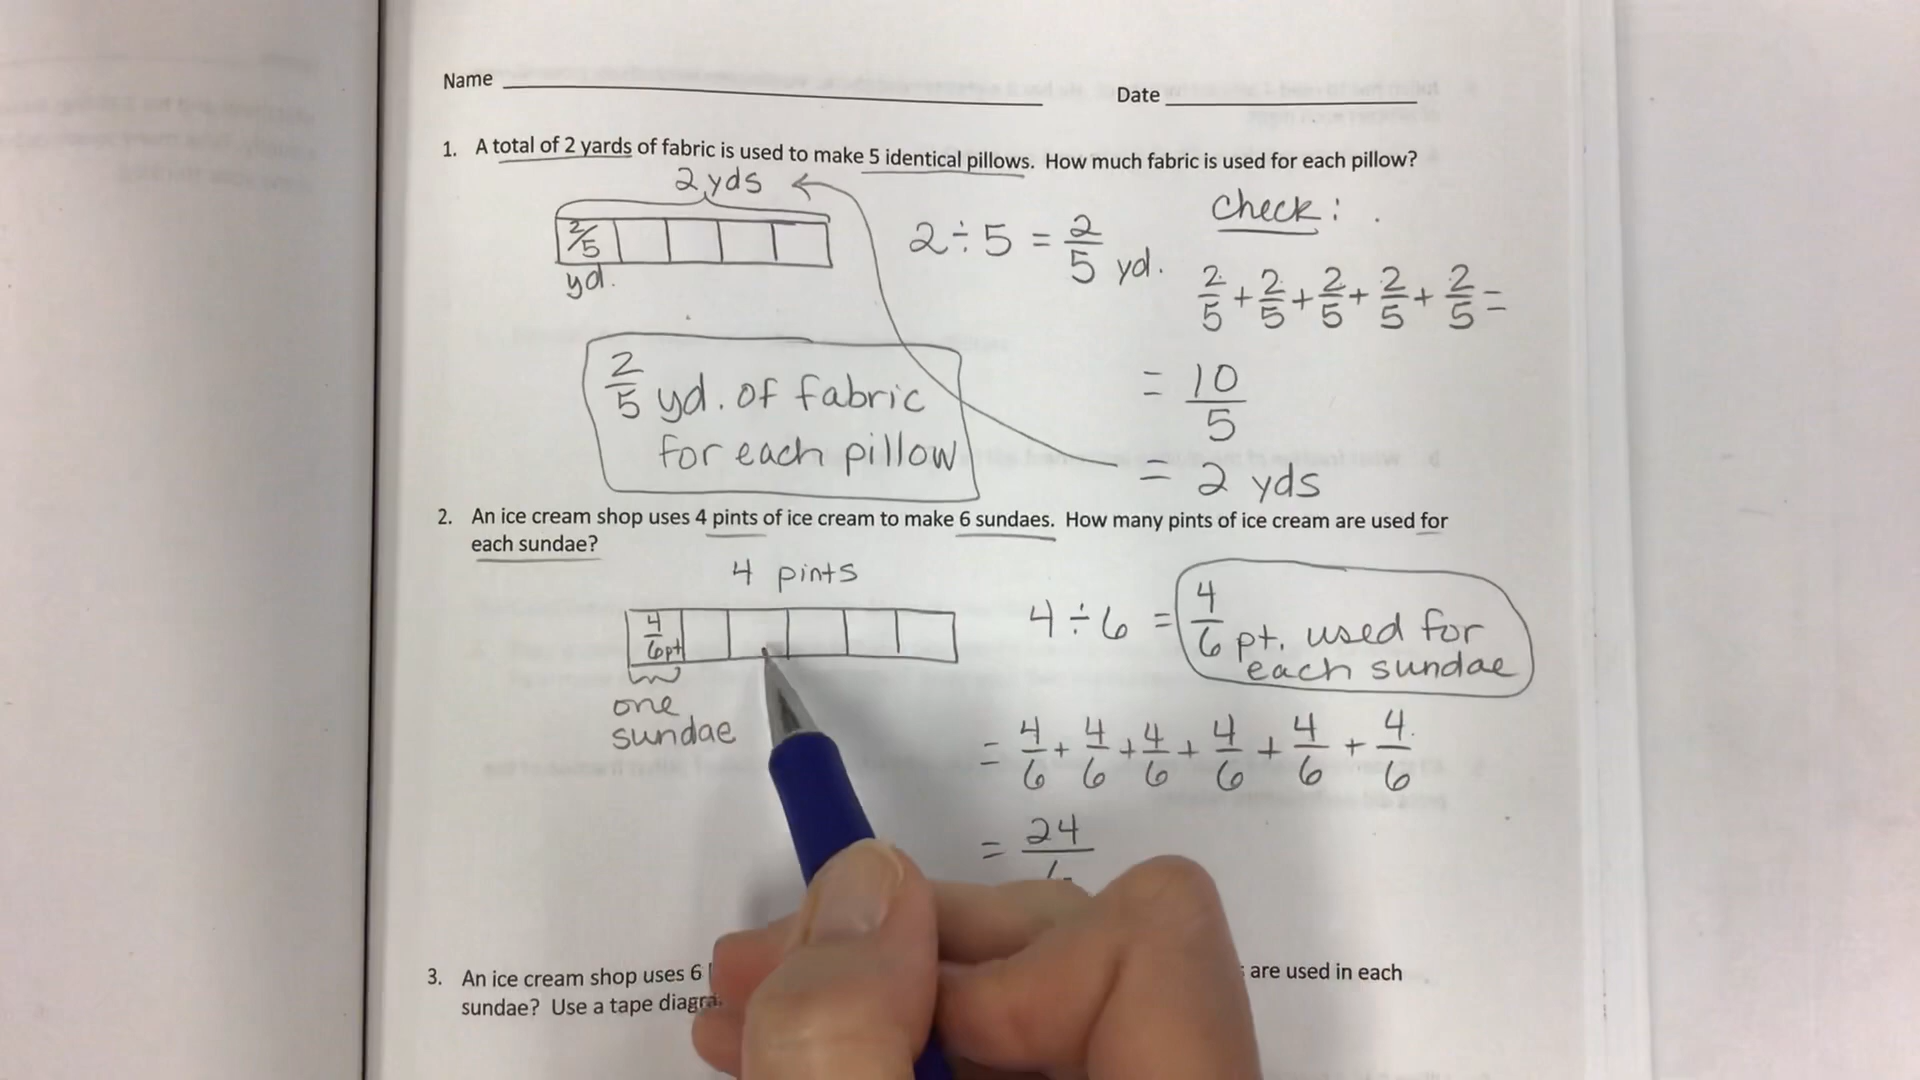 Name Date
1. A total of 2 yards of fabric is used to make 5 identical pillows. How much fabric is used for each pillow?
2 yds
2/5
yd.
2 ÷ 5 = 2/5 yd.
Check:
2/5 + 2/5 + 2/5 + 2/5 + 2/5 =
= 10/5
= 2 yds
2/5 yd. of fabric
for each pillow
2. An ice cream shop uses 4 pints of ice cream to make 6 sundaes. How many pints of ice cream are used for
each sundae?
4 pints
4/6 pt
one
sundae
4 ÷ 6 = 4/6 pt. used for
each sundae
= 4/6 + 4/6 + 4/6 + 4/6 + 4/6 + 4/6
= 24
3. An ice cream shop uses 6 are used in each
sundae? Use a tape